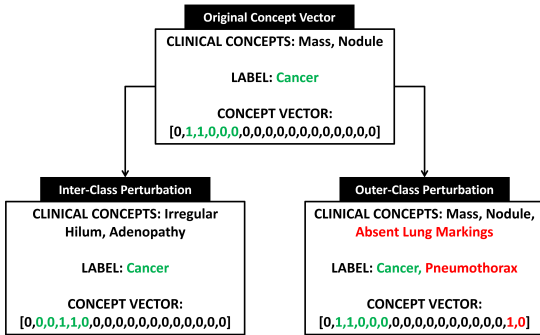 Original Concept Vector
CLINICAL CONCEPTS: Mass, Nodule
LABEL: Cancer
CONCEPT VECTOR:
[0,1,1,0,0,0,0,0,0,0,0,0,0,0,0,0,0,0]
Inter-Class Perturbation
CLINICAL CONCEPTS: Irregular
Hilum, Adenopathy
LABEL: Cancer
CONCEPT VECTOR:
[0,0,0,1,1,0,0,0,0,0,0,0,0,0,0,0,0,0]
Outer-Class Perturbation
CLINICAL CONCEPTS: Mass, Nodule,
Absent Lung Markings
LABEL: Cancer, Pneumothorax
CONCEPT VECTOR:
[0,1,1,0,0,0,0,0,0,0,0,0,0,0,0,0,1,0]